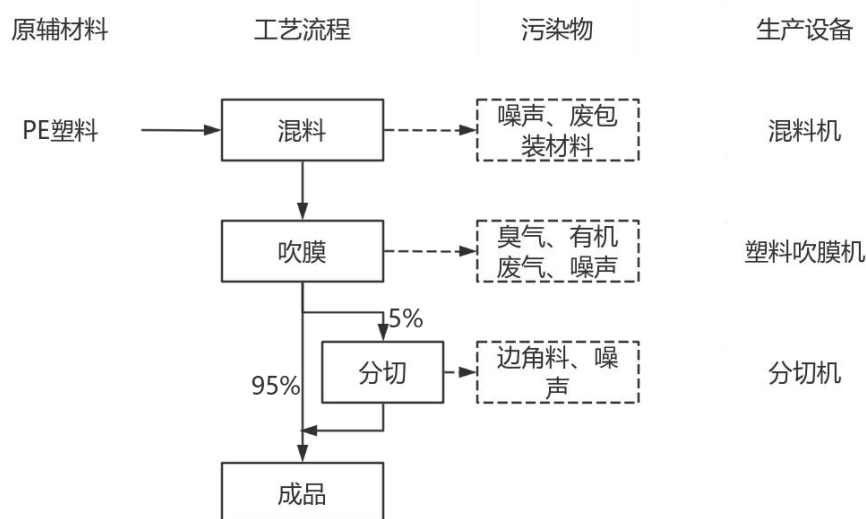 原辅材料 工艺流程 污染物 生产设备
PE塑料 混料 噪声、废包
装材料 混料机
吹膜 臭气、有机
废气、噪声 塑料吹膜机
5%
分切 边角料、噪
声 分切机
95%
成品